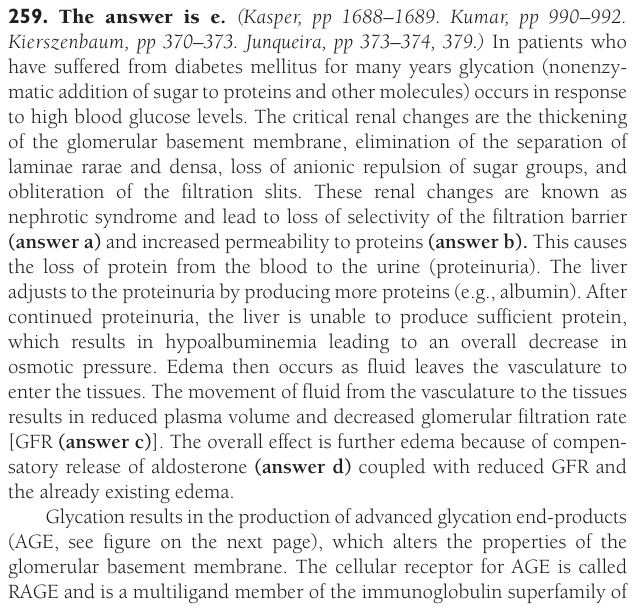 259. The answer is e. (Kasper, pp 1688–1689. Kumar, pp 990–992.
Kierszenbaum, pp 370–373. Junqueira, pp 373–374, 379.) In patients who
have suffered from diabetes mellitus for many years glycation (nonenzy-
matic addition of sugar to proteins and other molecules) occurs in response
to high blood glucose levels. The critical renal changes are the thickening
of the glomerular basement membrane, elimination of the separation of
laminae rarae and densa, loss of anionic repulsion of sugar groups, and
obliteration of the filtration slits. These renal changes are known as
nephrotic syndrome and lead to loss of selectivity of the filtration barrier
(answer a) and increased permeability to proteins (answer b). This causes
the loss of protein from the blood to the urine (proteinuria). The liver
adjusts to the proteinuria by producing more proteins (e.g., albumin). After
continued proteinuria, the liver is unable to produce sufficient protein,
which results in hypoalbuminemia leading to an overall decrease in
osmotic pressure. Edema then occurs as fluid leaves the vasculature to
enter the tissues. The movement of fluid from the vasculature to the tissues
results in reduced plasma volume and decreased glomerular filtration rate
[GFR (answer c)]. The overall effect is further edema because of compen-
satory release of aldosterone (answer d) coupled with reduced GFR and
the already existing edema.
Glycation results in the production of advanced glycation end-products
(AGE, see figure on the next page), which alters the properties of the
glomerular basement membrane. The cellular receptor for AGE is called
RAGE and is a multiligand member of the immunoglobulin superfamily of